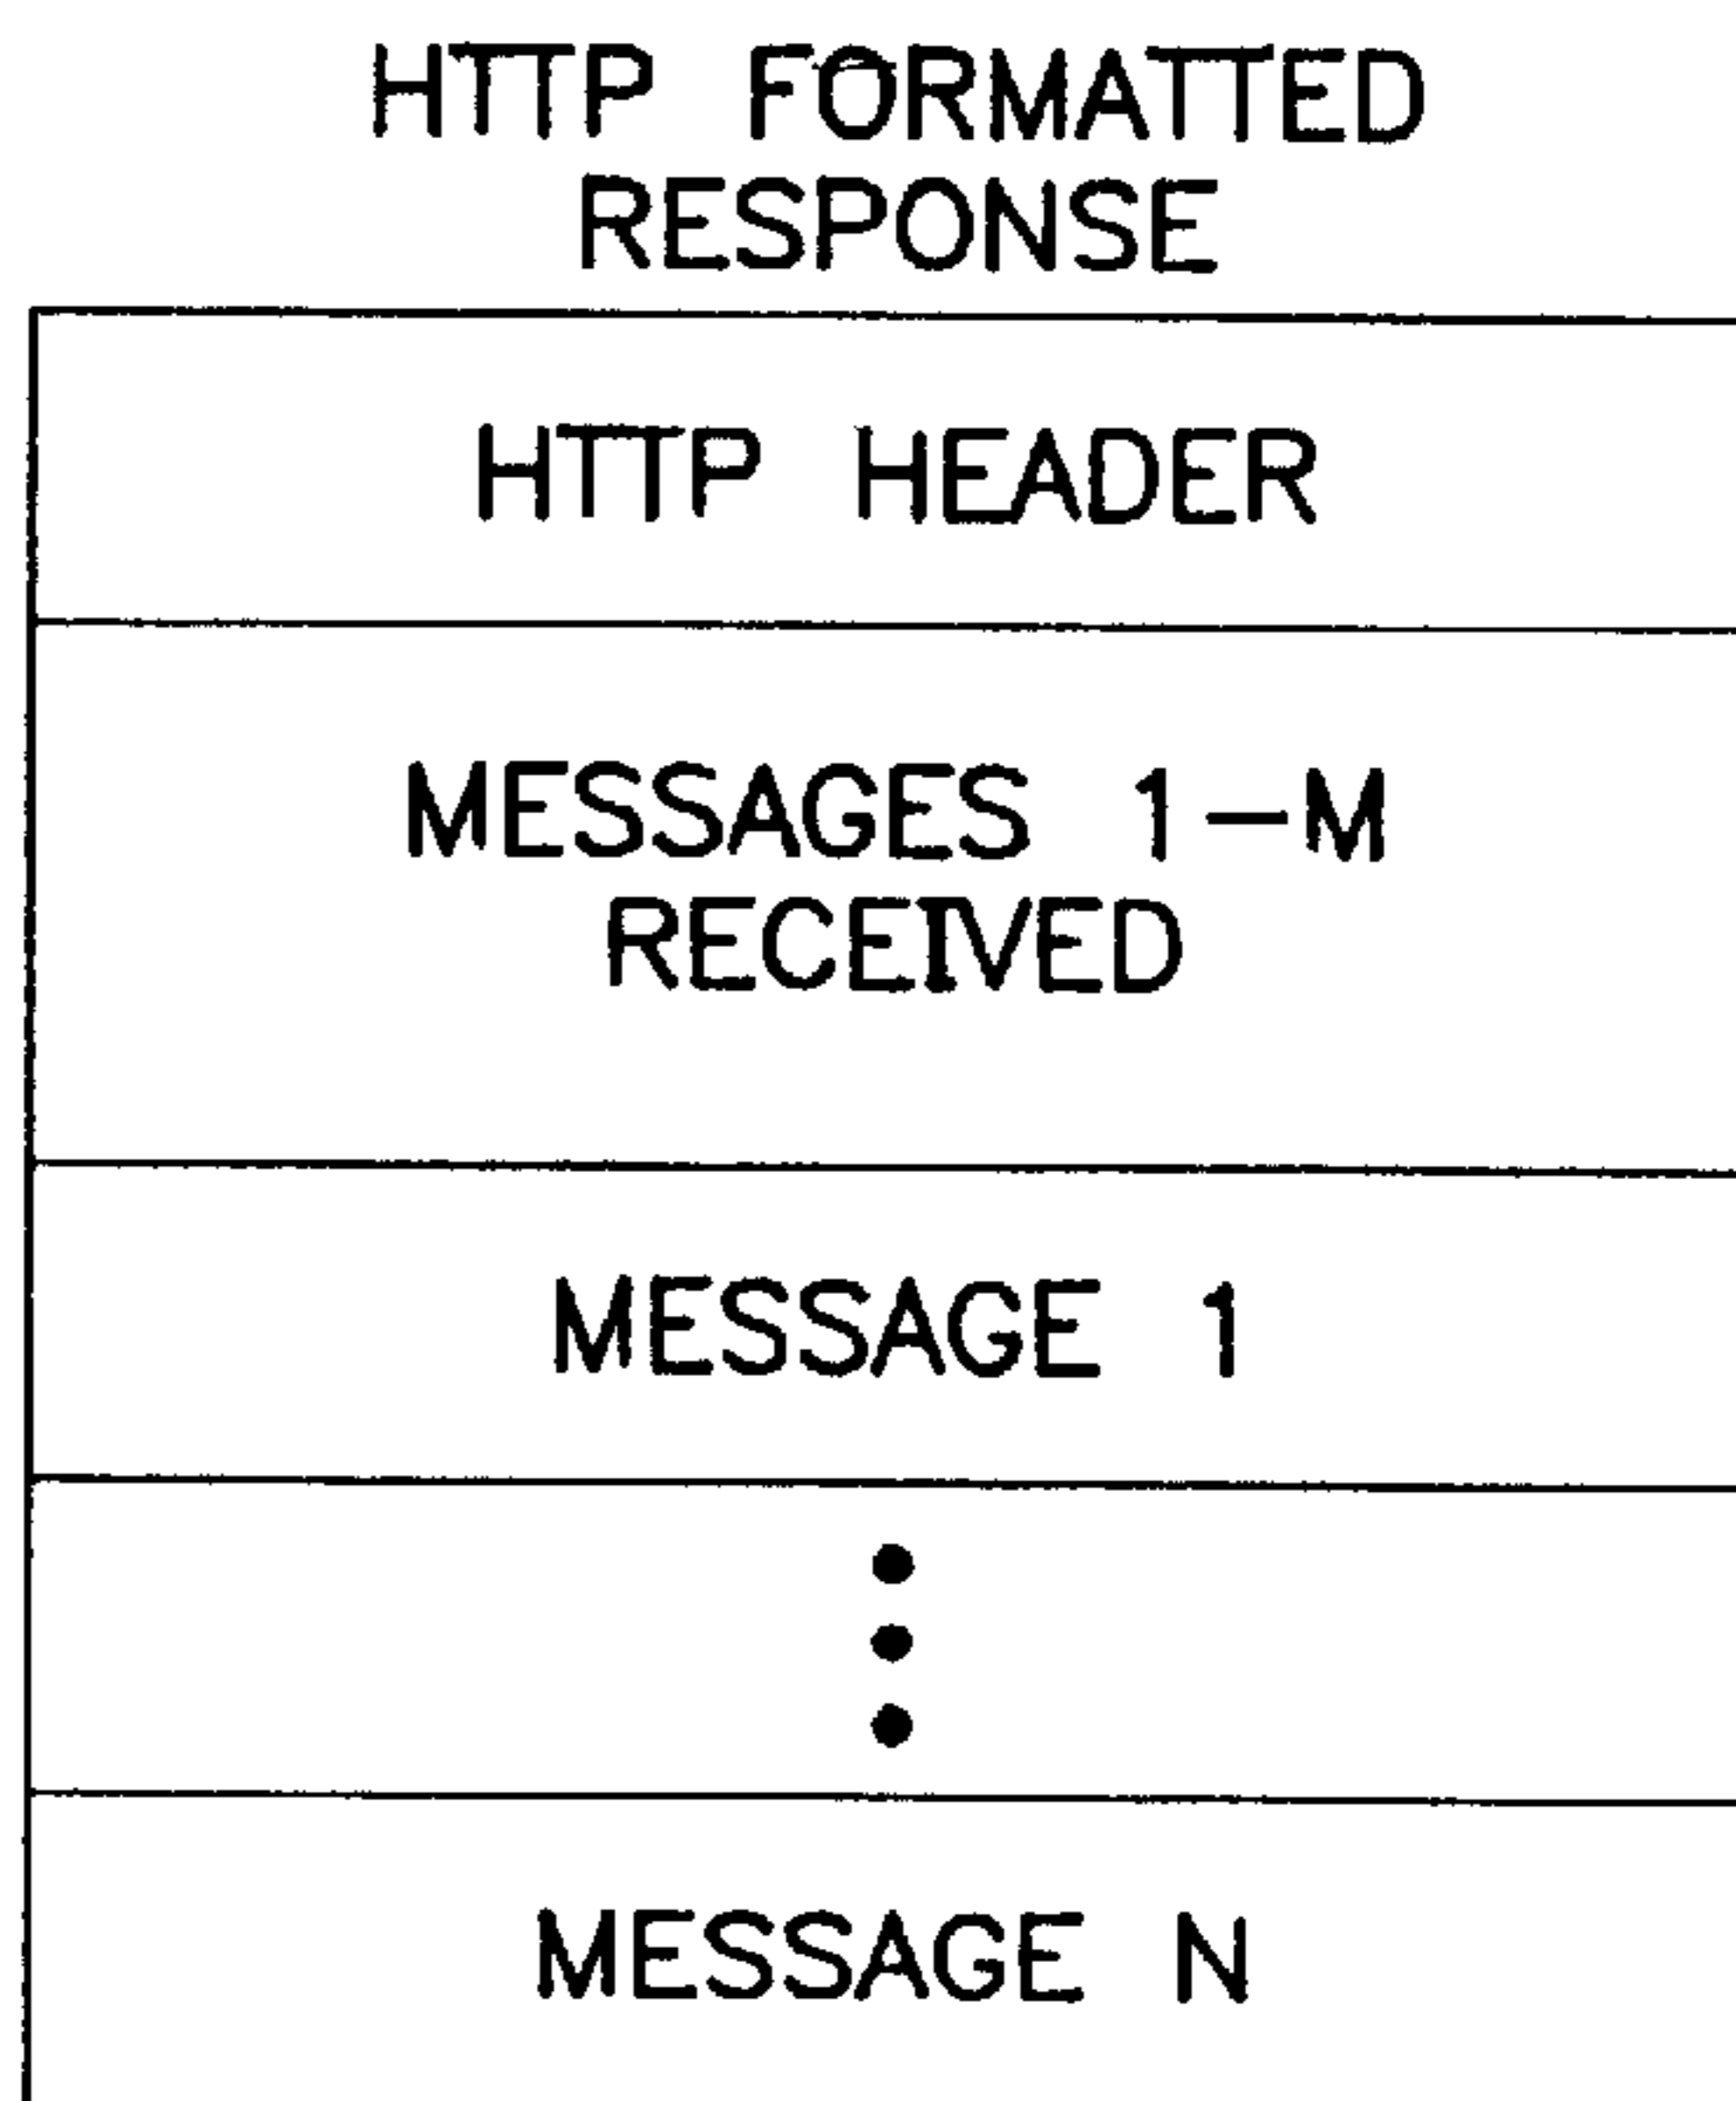 HTTP FORMATTED
RESPONSE
HTTP HEADER
MESSAGES 1-M
RECEIVED
MESSAGE 1
MESSAGE N